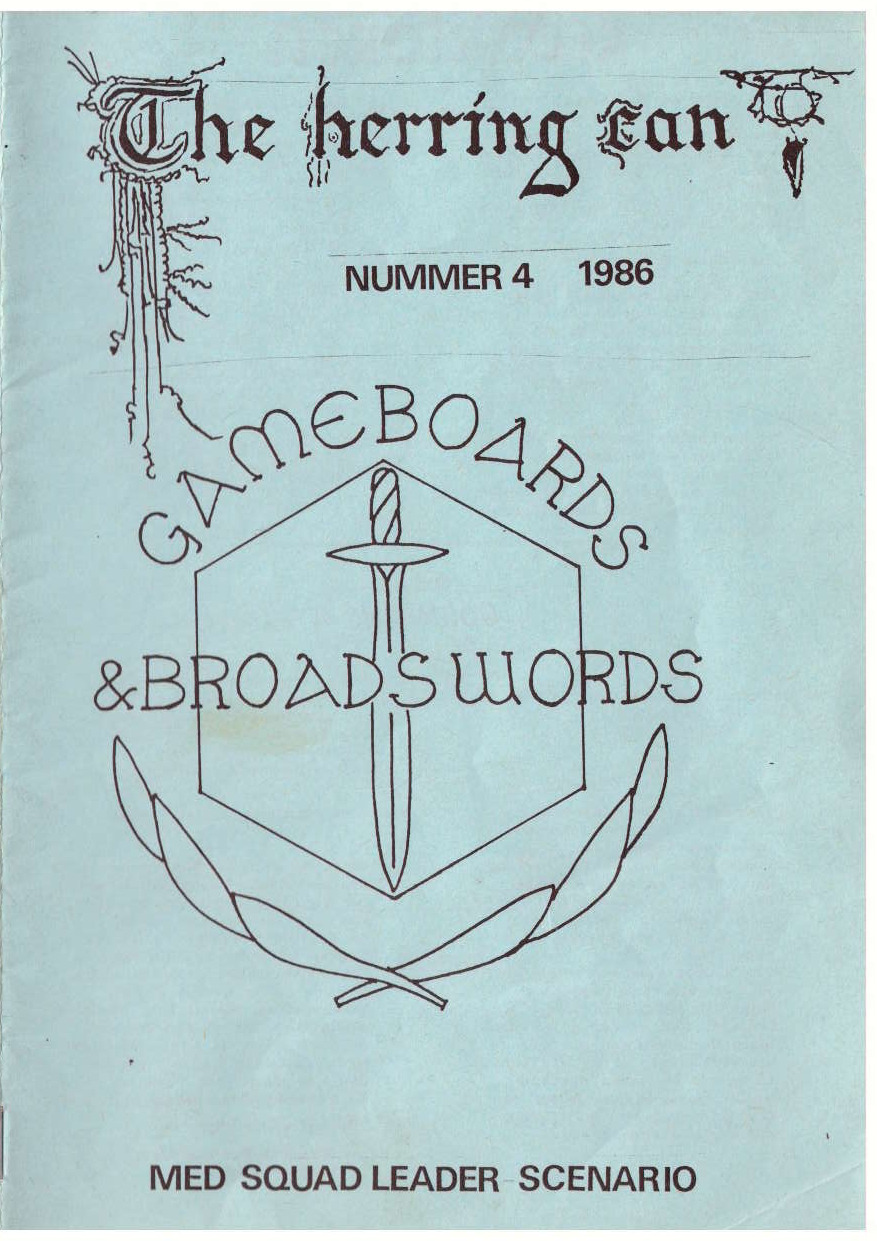 The herring Can
NUMMER 4 1986
GAMEBOARDS
& BROADSWORDS
MED SQUAD LEADER SCENARIO